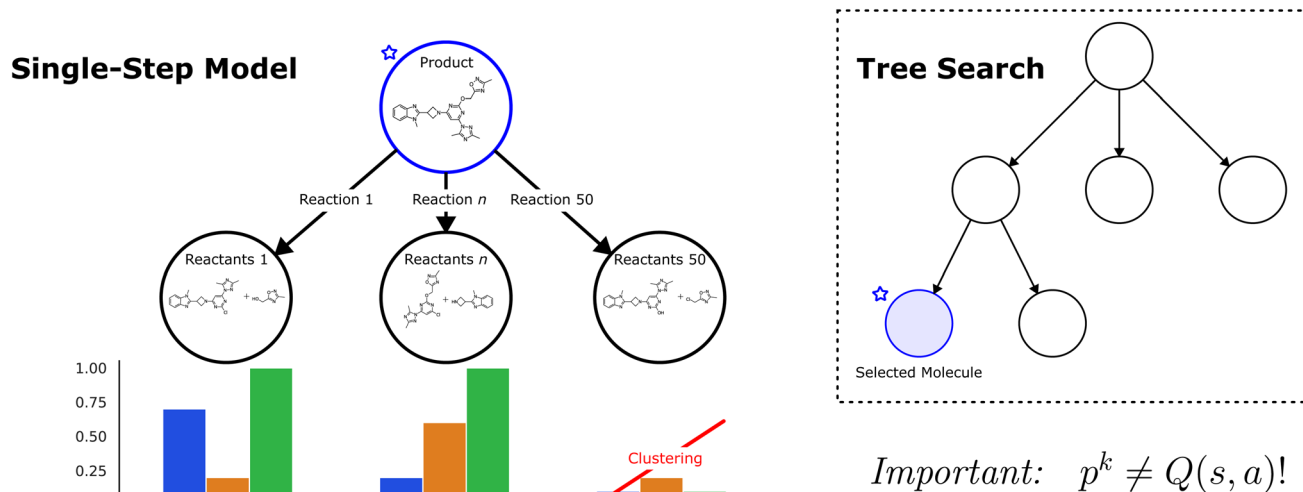 Single-Step Model
Product
Reaction 1
Reaction n
Reaction 50
Reactants 1
Reactants n
Reactants 50
1.00
0.75
0.50
0.25
Clustering
Tree Search
Selected Molecule
Important: p^k ≠ Q(s, a)!